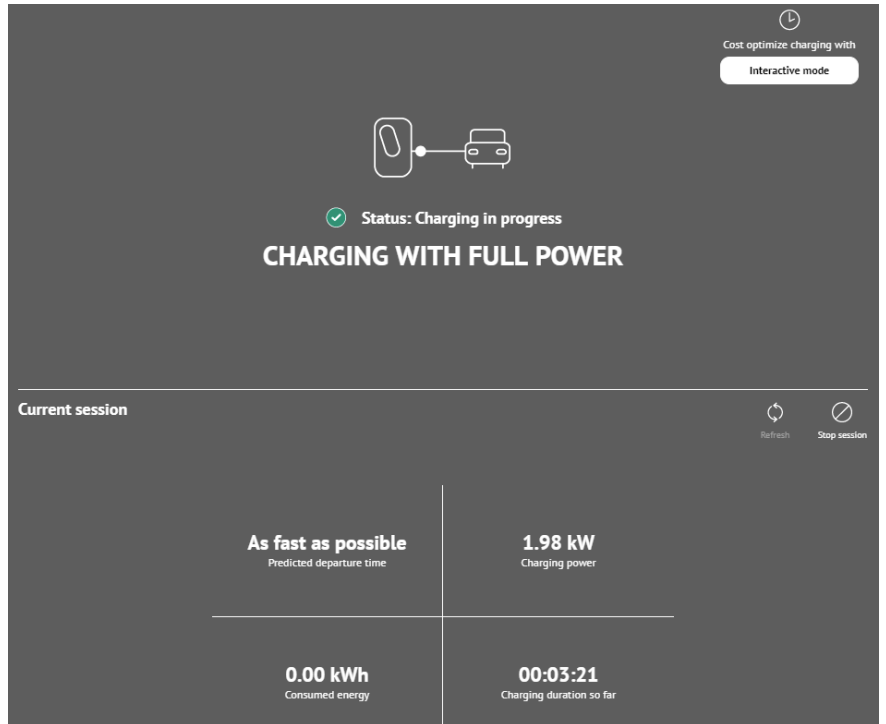 Cost optimize charging with
Interactive mode
Status: Charging in progress
CHARGING WITH FULL POWER
Current session
Refresh
Stop session
As fast as possible
Predicted departure time
1.98 kW
Charging power
0.00 kWh
Consumed energy
00:03:21
Charging duration so far